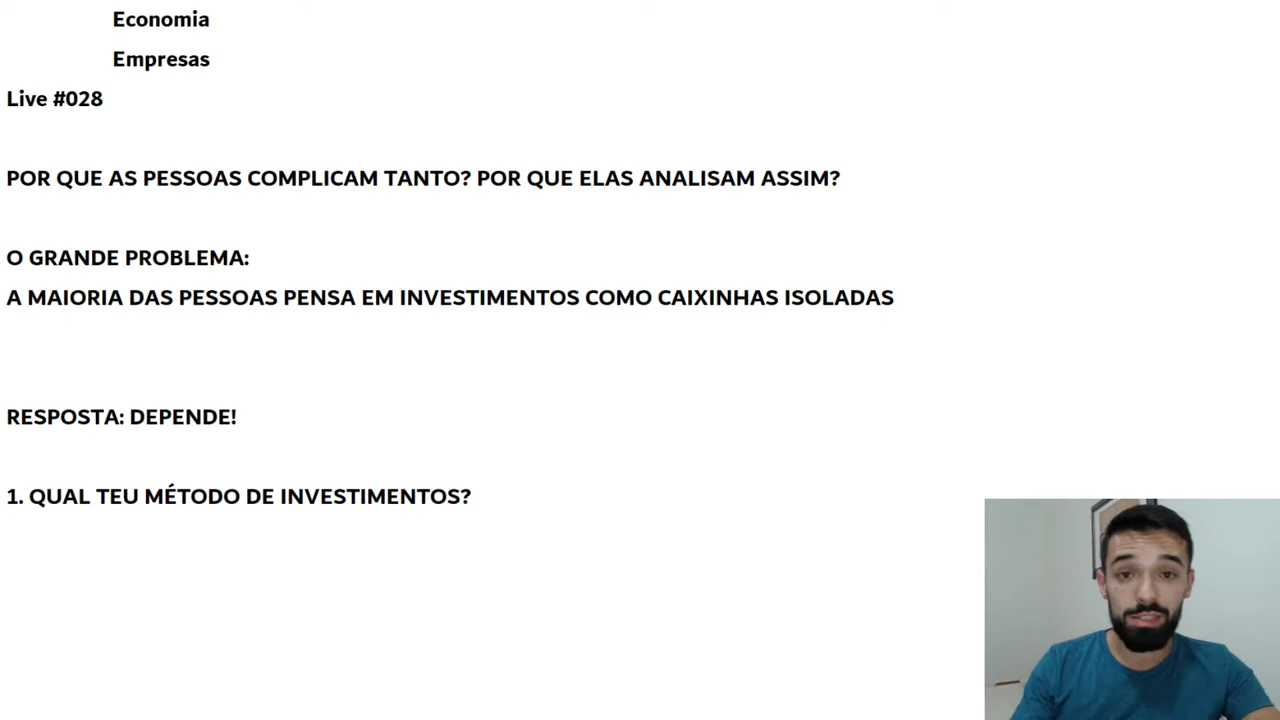 Economia
Empresas
Live #028
POR QUE AS PESSOAS COMPLICAM TANTO? POR QUE ELAS ANALISAM ASSIM?
O GRANDE PROBLEMA:
A MAIORIA DAS PESSOAS PENSA EM INVESTIMENTOS COMO CAIXINHAS ISOLADAS
RESPOSTA: DEPENDE!
1. QUAL TEU MÉTODO DE INVESTIMENTOS?